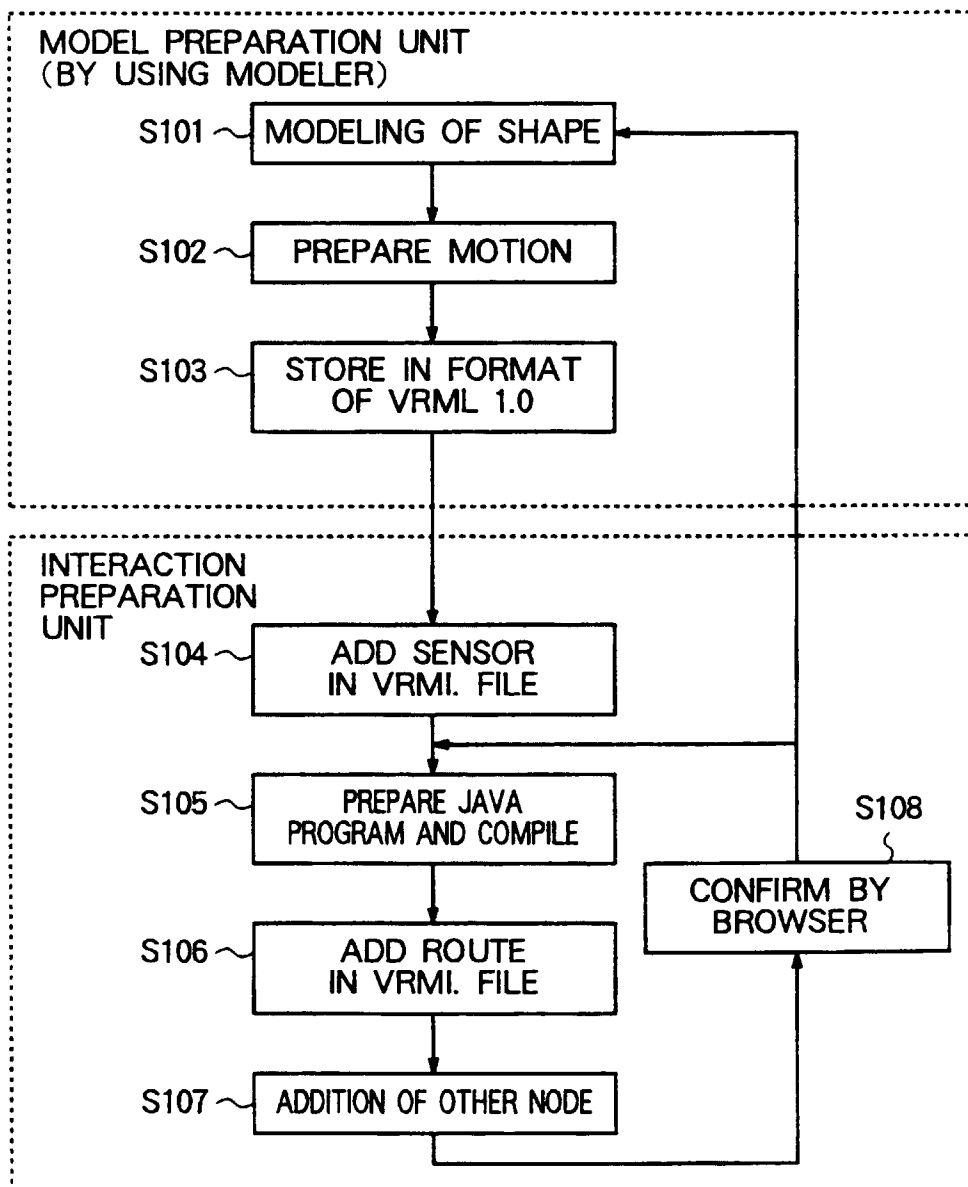 MODEL PREPARATION UNIT
(BY USING MODELER)
S101
MODELING OF SHAPE
S102
PREPARE MOTION
S103
STORE IN FORMAT
OF VRML 1.0
INTERACTION
PREPARATION
UNIT
S104
ADD SENSOR
IN VRMI. FILE
S105
PREPARE JAVA
PROGRAM AND COMPILE
S108
CONFIRM BY
BROWSER
S106
ADD ROUTE
IN VRMI. FILE
S107
ADDITION OF OTHER NODE